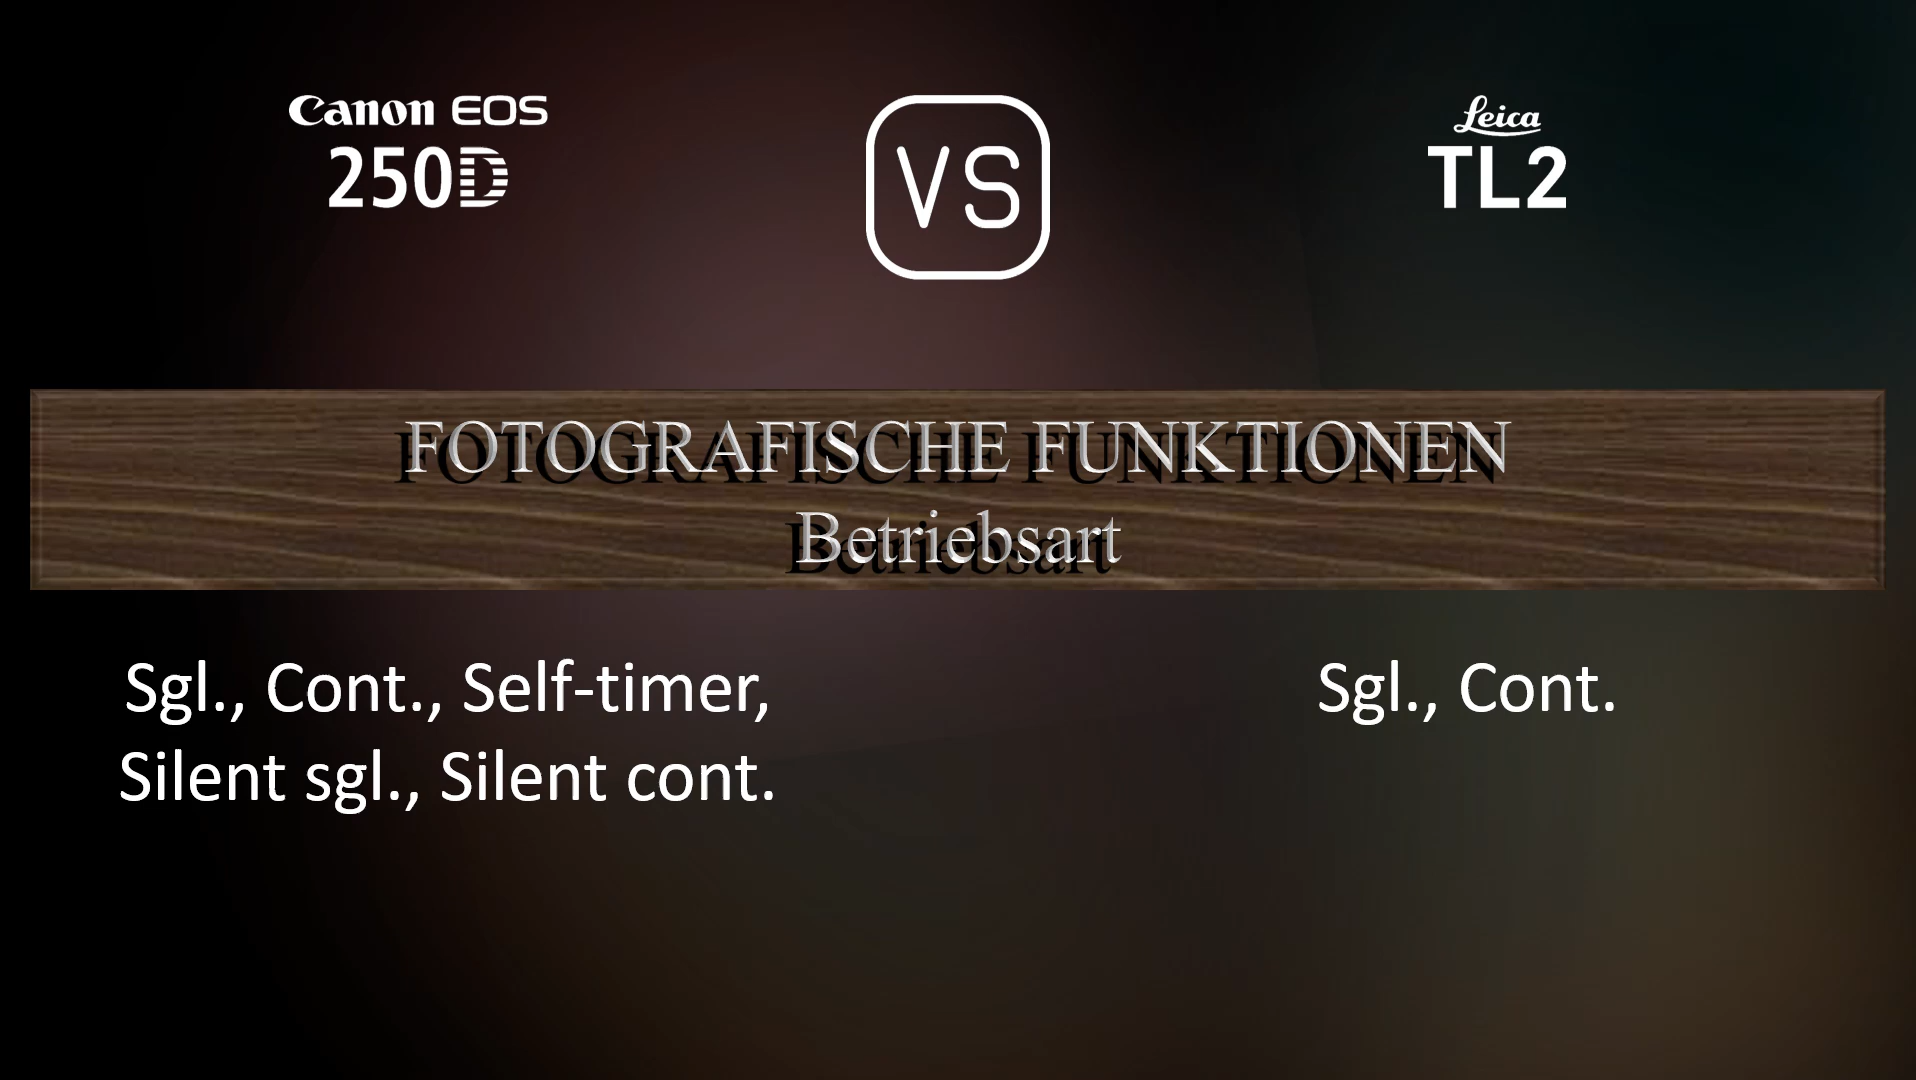 Canon EOS
250D
VS
Leica
TL2
FOTOGRAFISCHE FUNKTIONEN
Betriebsart
Sgl., Cont., Self-timer,
Silent sgl., Silent cont.
Sgl., Cont.